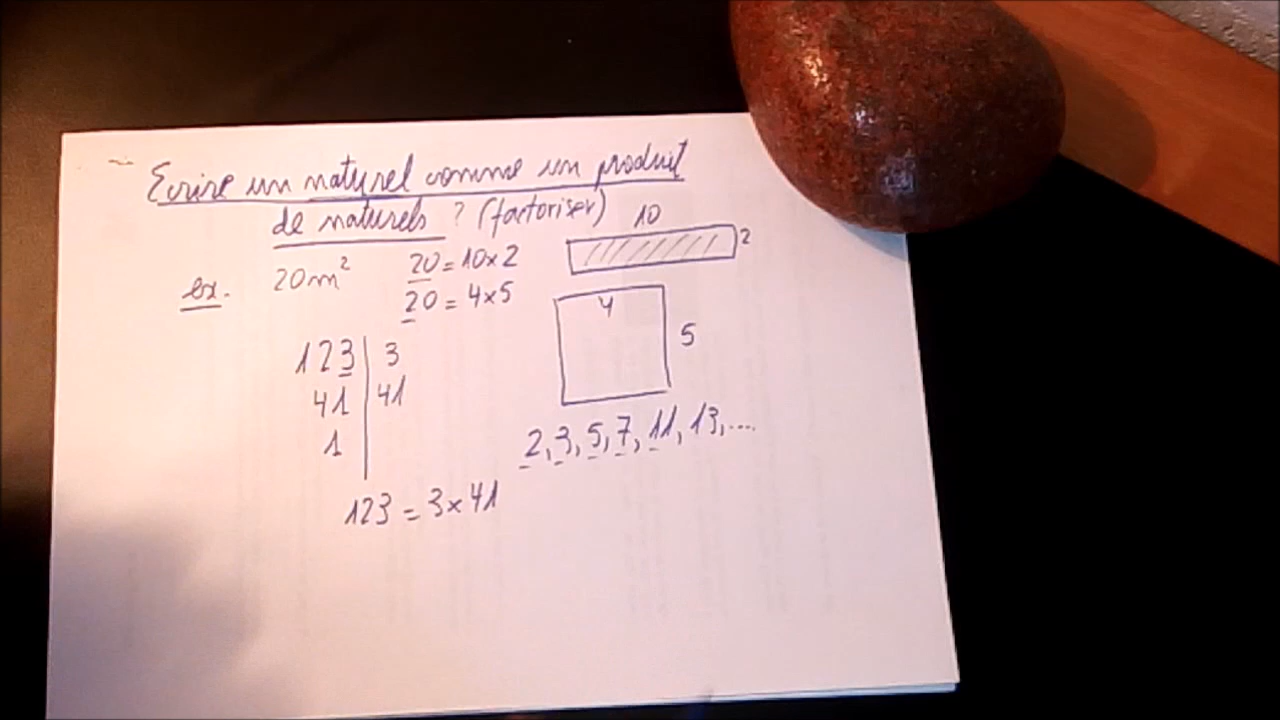 Ecrire un naturel comme un produit
de naturels ? (factoriser)
ex. 20m²
20 = 10 x 2
20 = 4 x 5
10
2
4
5
123 | 3
41 | 41
1 |
2, 3, 5, 7, 11, 13, ....
123 = 3 x 41